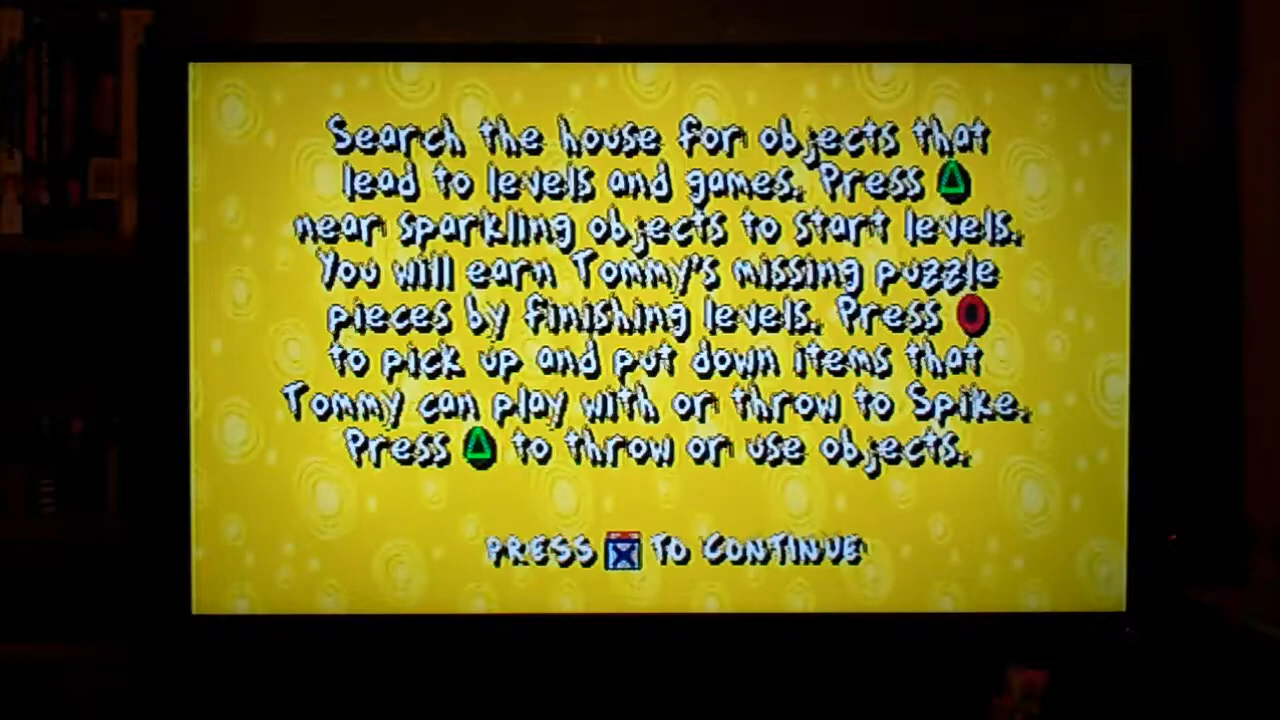 Search the house for objects that
lead to levels and games. Press △
near sparkling objects to start levels.
You will earn Tommy's missing puzzle
pieces by finishing levels. Press O
to pick up and put down items that
Tommy can play with or throw to Spike.
Press △ to throw or use objects.
PRESS X TO CONTINUE